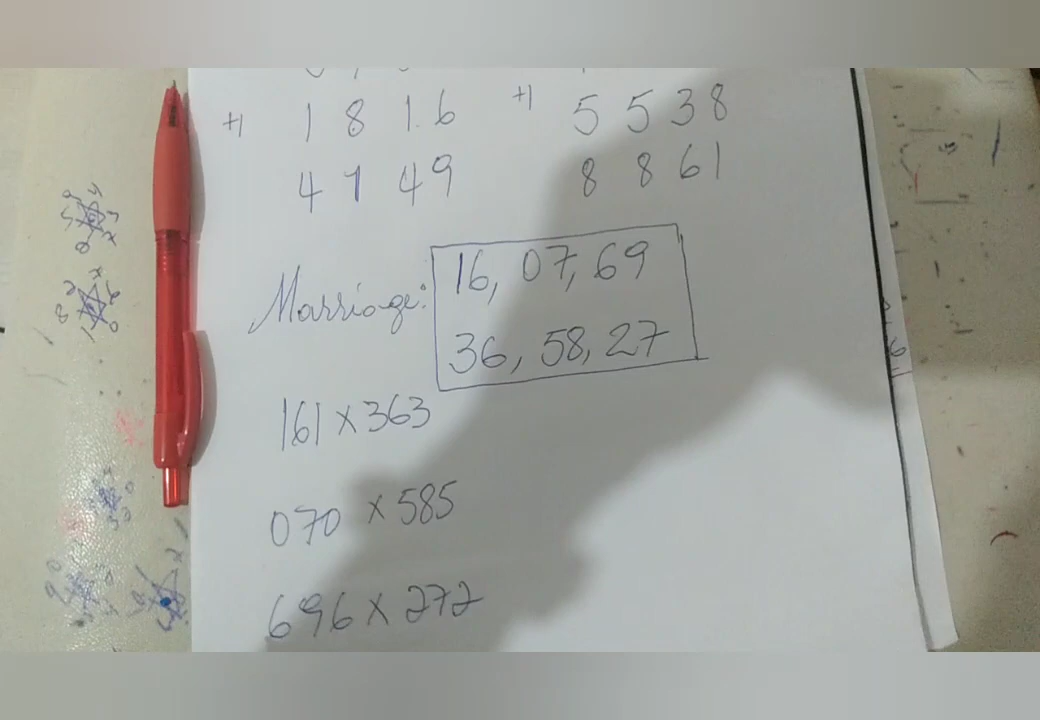 +1 1 8 1 6 +1 5 5 3 8
4 1 4 9 8 8 6 1
Marriage: 16, 07, 69
36, 58, 27
161 x 363
070 x 585
696 x 272